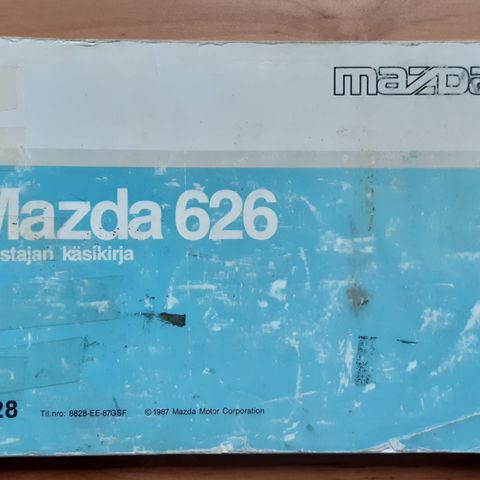 mazda
Mazda 626
stajan käsikirja
28 Til.nro: 8828-EE-87GSF © 1987 Mazda Motor Corporation